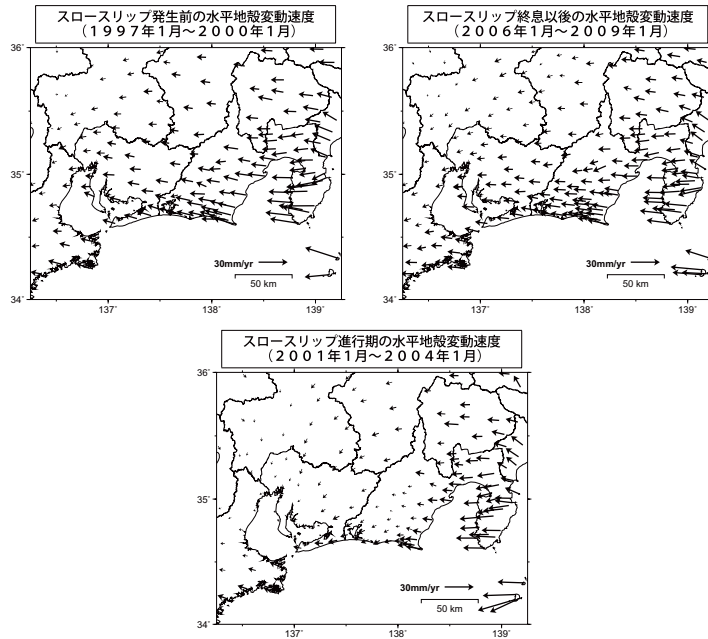 スロースリップ発生前の水平地殻変動速度
（１９９７年１月～２０００年１月）
36˚
35˚
34˚
137˚
138˚
139˚
30mm/yr
50 km
スロースリップ終息以後の水平地殻変動速度
（２００６年１月～２００９年１月）
36˚
35˚
34˚
137˚
138˚
139˚
30mm/yr
50 km
スロースリップ進行期の水平地殻変動速度
（２００１年１月～２００４年１月）
36˚
35˚
34˚
137˚
138˚
139˚
30mm/yr
50 km